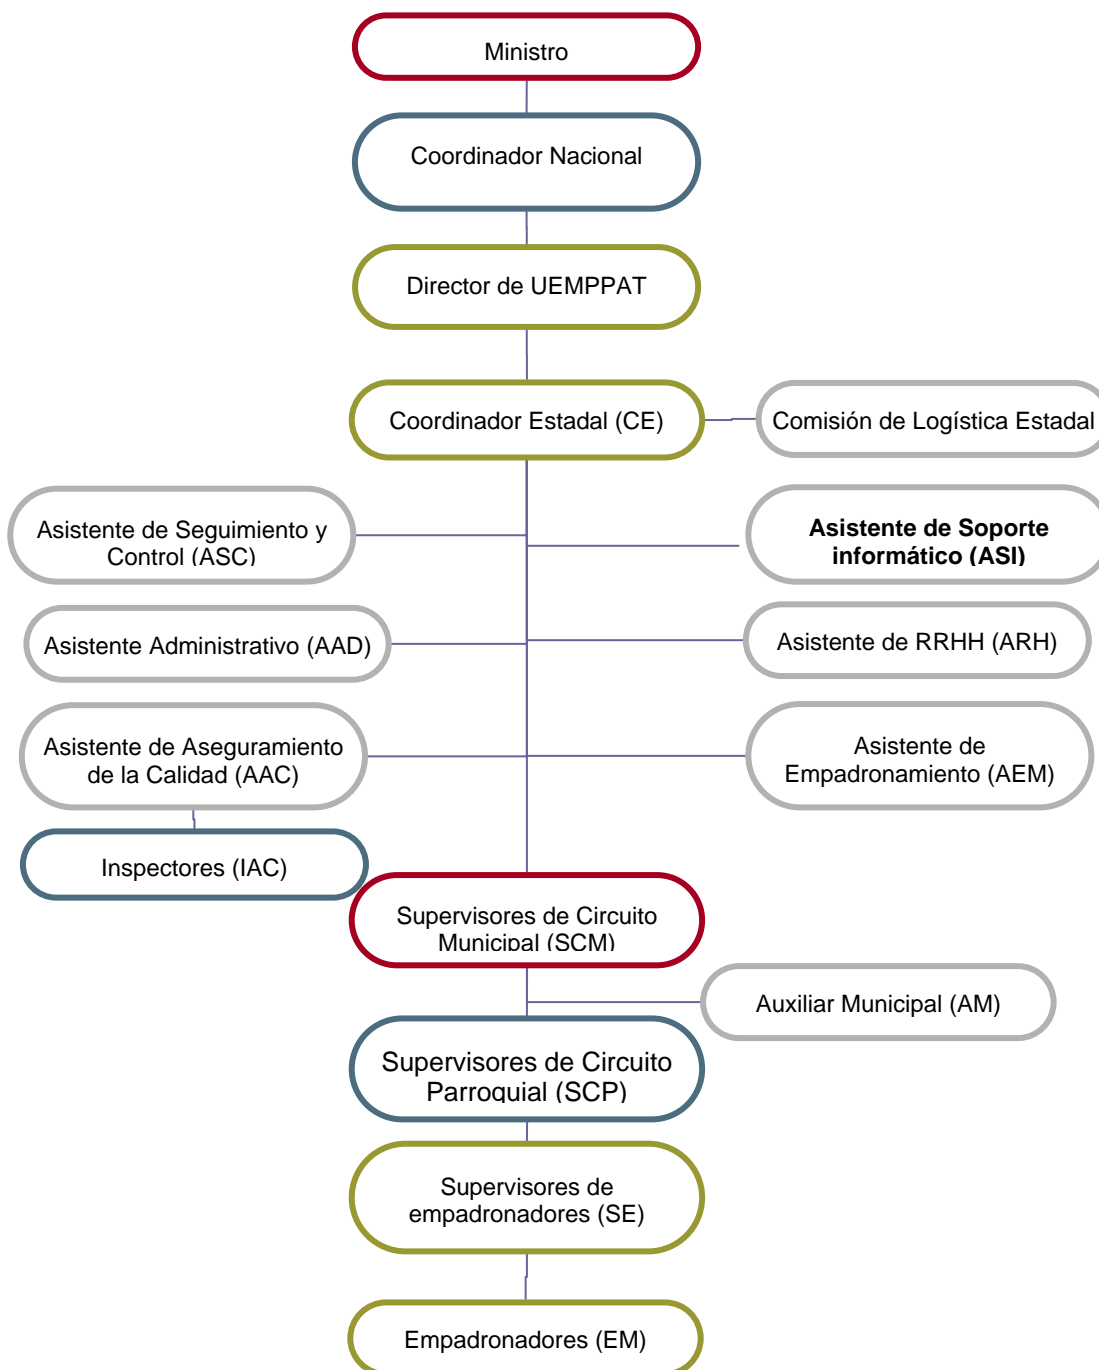 Ministro
Coordinador Nacional
Director de UEMPPAT
Coordinador Estadal (CE)
Comisión de Logística Estadal
Asistente de Seguimiento y
Control (ASC)
Asistente de Soporte
informático (ASI)
Asistente Administrativo (AAD)
Asistente de RRHH (ARH)
Asistente de Aseguramiento
de la Calidad (AAC)
Asistente de
Empadronamiento (AEM)
Inspectores (IAC)
Supervisores de Circuito
Municipal (SCM)
Auxiliar Municipal (AM)
Supervisores de Circuito
Parroquial (SCP)
Supervisores de
empadronadores (SE)
Empadronadores (EM)